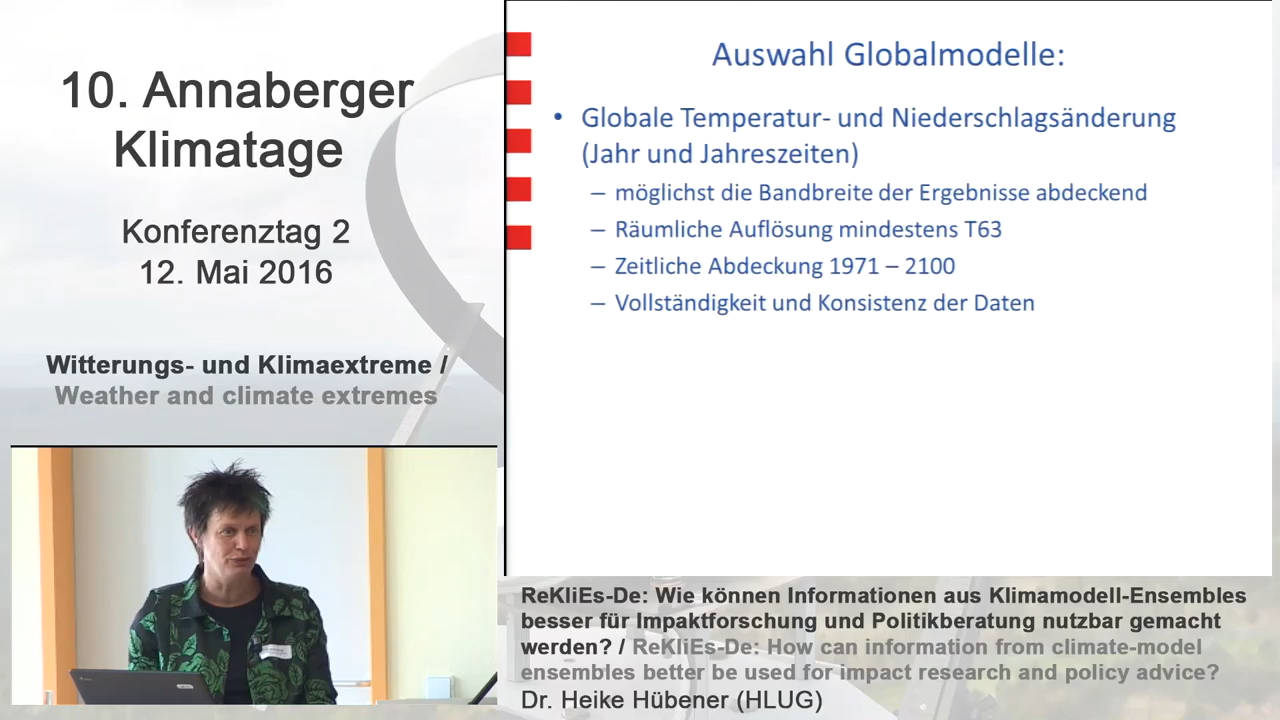 10. Annaberger
Klimatage
Konferenztag 2
12. Mai 2016
Witterungs- und Klimaextreme /
Weather and climate extremes
Auswahl Globalmodelle:
• Globale Temperatur- und Niederschlagsänderung
(Jahr und Jahreszeiten)
– möglichst die Bandbreite der Ergebnisse abdeckend
– Räumliche Auflösung mindestens T63
– Zeitliche Abdeckung 1971 – 2100
– Vollständigkeit und Konsistenz der Daten
ReKliEs-De: Wie können Informationen aus Klimamodell-Ensembles
besser für Impaktforschung und Politikberatung nutzbar gemacht
werden? / ReKliEs-De: How can information from climate-model
ensembles better be used for impact research and policy advice?
Dr. Heike Hübener (HLUG)